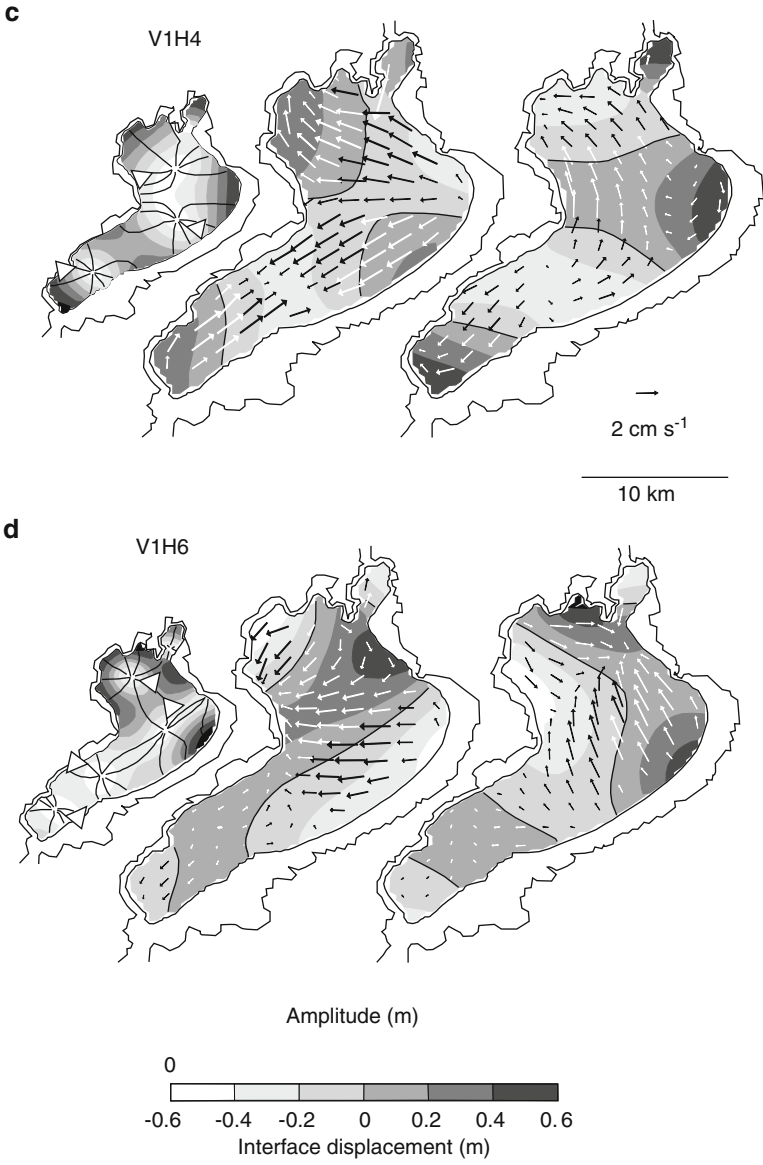 c
V1H4
2 cm s⁻¹
10 km
d
V1H6
Amplitude (m)
0
-0.6 -0.4 -0.2 0 0.2 0.4 0.6
Interface displacement (m)